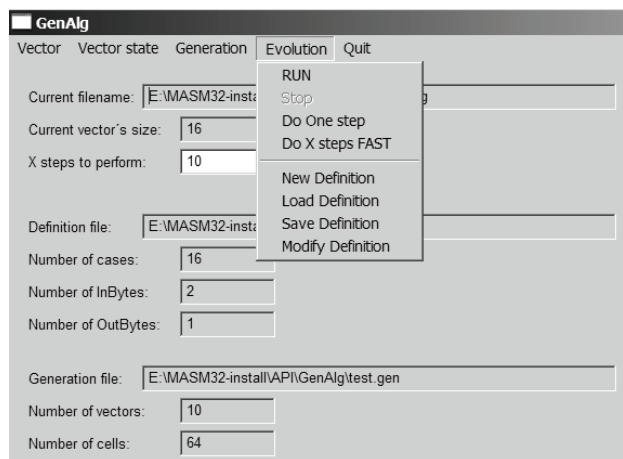 GenAlg
Vector Vector state Generation Evolution Quit
RUN
Stop
Do One step
Do X steps FAST
New Definition
Load Definition
Save Definition
Modify Definition
Current filename: E:\MASM32-insta g
Current vector's size: 16
X steps to perform: 10
Definition file: E:\MASM32-insta
Number of cases: 16
Number of InBytes: 2
Number of OutBytes: 1
Generation file: E:\MASM32-install\API\GenAlg\test.gen
Number of vectors: 10
Number of cells: 64